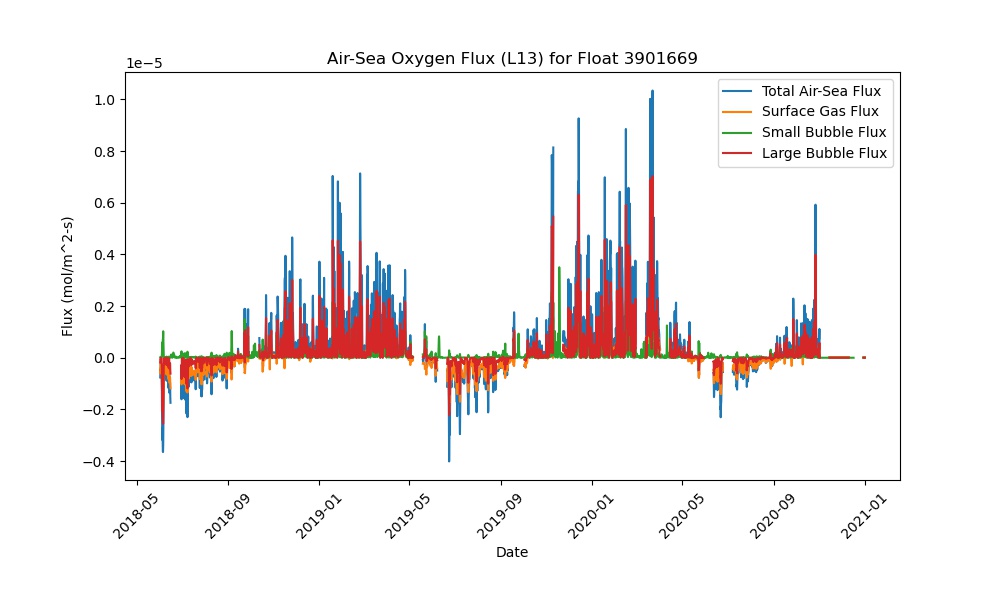 Air-Sea Oxygen Flux (L13) for Float 3901669
1e−5
Total Air-Sea Flux
Surface Gas Flux
Small Bubble Flux
Large Bubble Flux
1.0
0.8
0.6
0.4
0.2
0.0
−0.2
−0.4
Flux (mol/m^2-s)
2018-05
2018-09
2019-01
2019-05
2019-09
2020-01
2020-05
2020-09
2021-01
Date